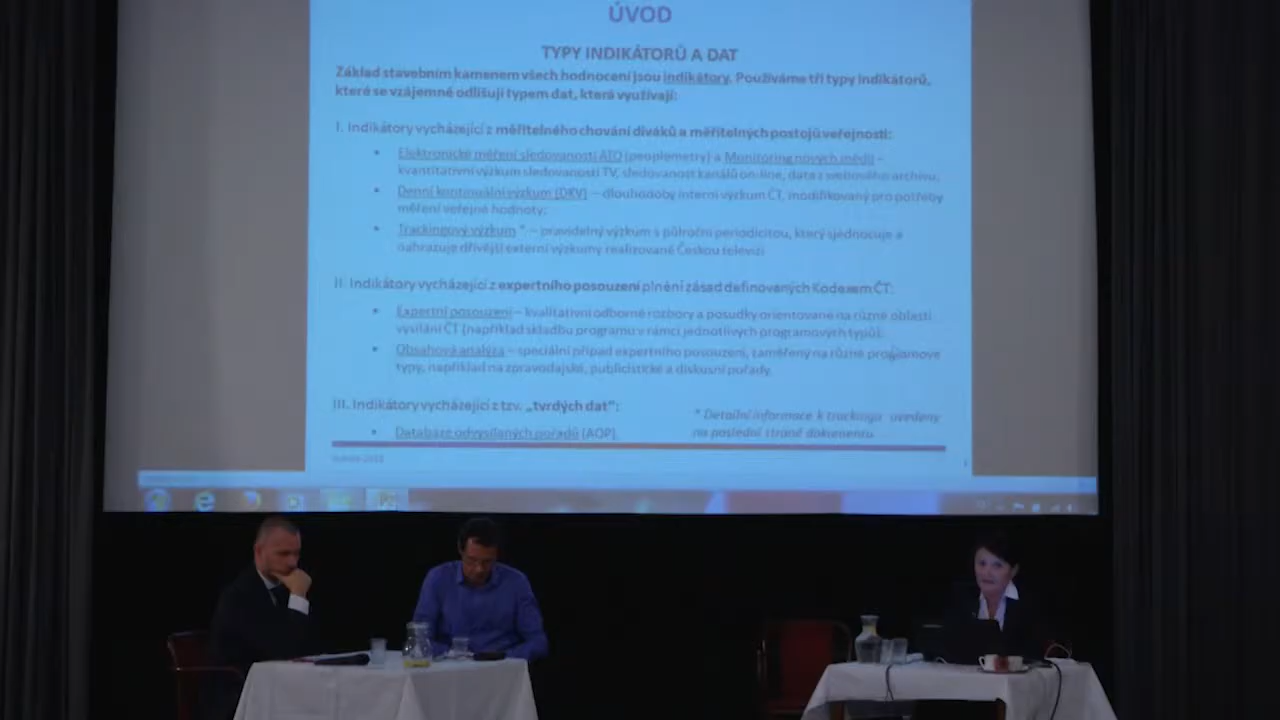 ÚVOD
TYPY INDIKÁTORŮ A DAT
Základ stavebním kamenem všech hodnocení jsou indikátory. Používáme tři typy indikátorů,
které se vzájemně odlišují typem dat, která využívají:
I. Indikátory vycházející z měřitelného chování diváků a měřitelných postojů veřejnosti:
• Elektronické měření sledovanosti ATO (peoplemetry) a Monitoring nových médií –
kvantitativní výzkum sledovanosti TV, sledovanost kanálů on-line, data z webového archivu.
• Denní kontinuální výzkum (DKV) – dlouhodobý interní výzkum ČT, modifikovaný pro potřeby
měření veřejné hodnoty;
• Trackingový výzkum * – pravidelný výzkum s půlroční periodicitou, který sjednocuje a
nahrazuje dřívější externí výzkumy realizované Českou televizí
II. Indikátory vycházející z expertního posouzení plnění zásad definovaných Kodexem ČT:
• Expertní posouzení – kvalitativní odborné rozbory a posudky orientované na různé oblasti
vysílání ČT (například skladbu programu v rámci jednotlivých programových typů);
• Obsahová analýza – speciální případ expertního posouzení, zaměřený na různé programové
typy, například na zpravodajské, publicistické a diskusní pořady.
III. Indikátory vycházející z tzv. „tvrdých dat“:
• Databáze odvysílaných pořadů (AOP)
* Detailní informace k trackingu uvedeny
na poslední straně dokumentu